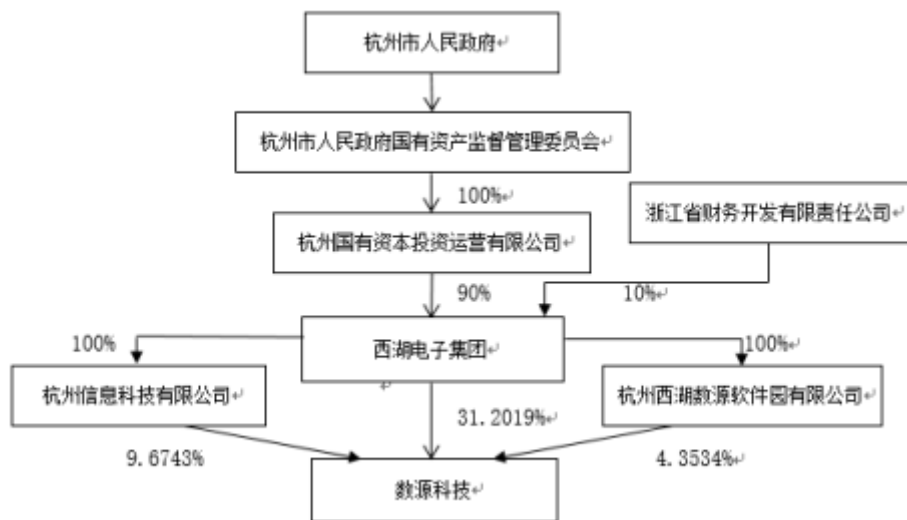 杭州市人民政府
杭州市人民政府国有资产监督管理委员会
100%
浙江省财务开发有限责任公司
杭州国有资本投资运营有限公司
90%
10%
西湖电子集团
100%
100%
杭州信息科技有限公司
杭州西湖数源软件园有限公司
31.2019%
9.6743%
4.3534%
数源科技